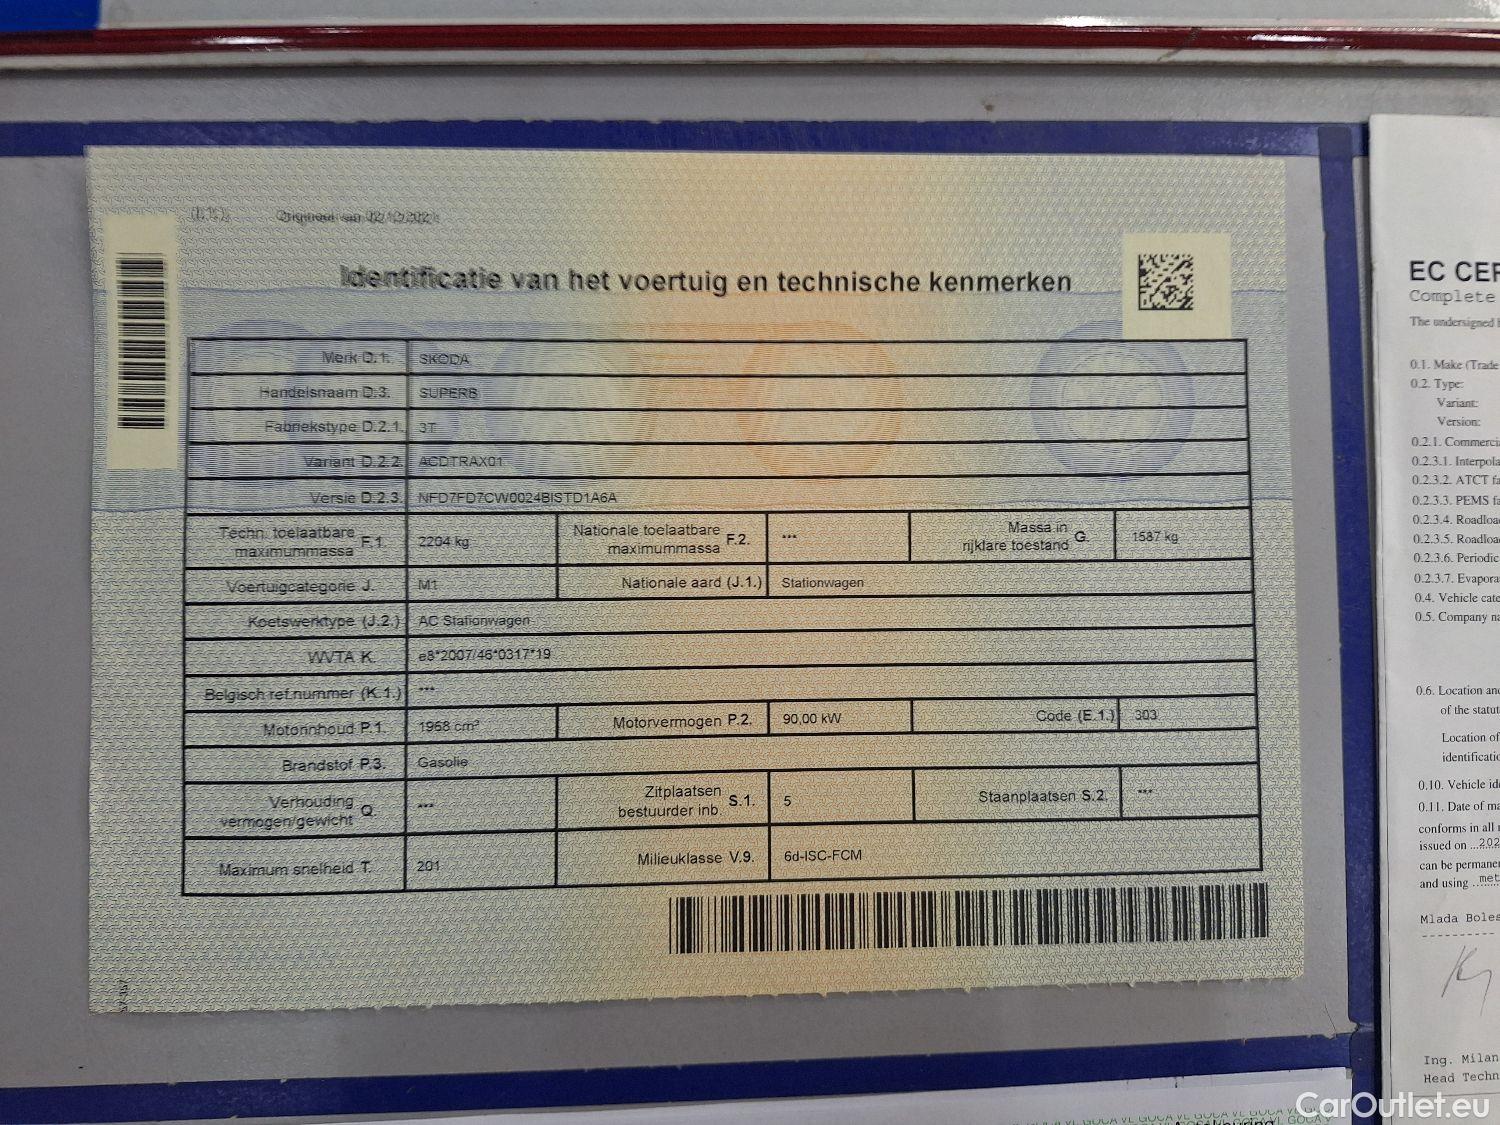 Identificatie van het voertuig en technische kenmerken
Merk D.1. SKODA
Handelsnaam D.3. SUPERB
Fabriekstype D.2.1. 3T
Variant D.2.2. ACDTRAX01
Versie D.2.3. NFD7FD7CW0024BISTD1A6A
Techn. toelaatbare maximummassa F.1. 2204 kg Nationale toelaatbare maximummassa F.2. *** Massa in rijklare toestand G. 1587 kg
Voertuigcategorie J. M1 Nationale aard (J.1.) Stationwagen
Koetswerktype (J.2.) AC Stationwagen
WVTA K. e8*2007/46*0317*19
Belgisch ref.nummer (K.1.) ***
Motorinhoud P.1. 1968 cm³ Motorvermogen P.2. 90,00 kW Code (E.1.) 303
Brandstof P.3. Gasolie
Verhouding vermogen/gewicht Q. *** Zitplaatsen bestuurder inb. S.1. 5 Staanplaatsen S.2. ***
Maximum snelheid T. 201 Milieuklasse V.9. 6d-ISC-FCM
EC CER
Complete
The undersigned
0.1. Make (Trade
0.2. Type:
Variant:
Version:
0.2.1. Commerci
0.2.3.1. Interpola
0.2.3.2. ATCT fa
0.2.3.3. PEMS fa
0.2.3.4. Roadloa
0.2.3.5. Roadloa
0.2.3.6. Periodic
0.2.3.7. Evapora
0.4. Vehicle cate
0.5. Company na
0.6. Location and
of the statut
Location of
identificatio
0.10. Vehicle ide
0.11. Date of ma
conforms in all
issued on ...202
can be permane
and using ...met
Mlada Boles
Ing. Milan
Head Techn
CarOutlet.eu